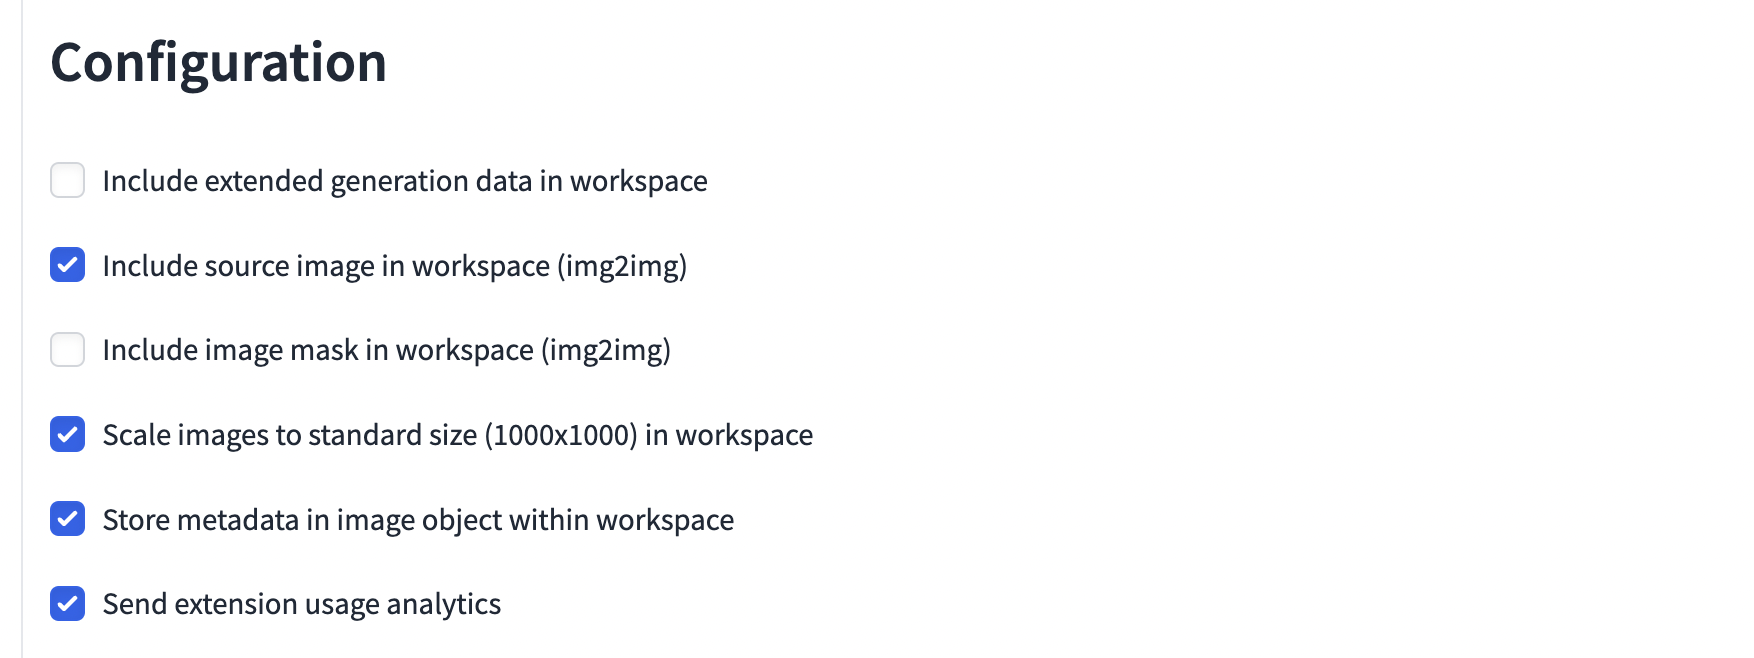 Configuration
Include extended generation data in workspace
Include source image in workspace (img2img)
Include image mask in workspace (img2img)
Scale images to standard size (1000x1000) in workspace
Store metadata in image object within workspace
Send extension usage analytics